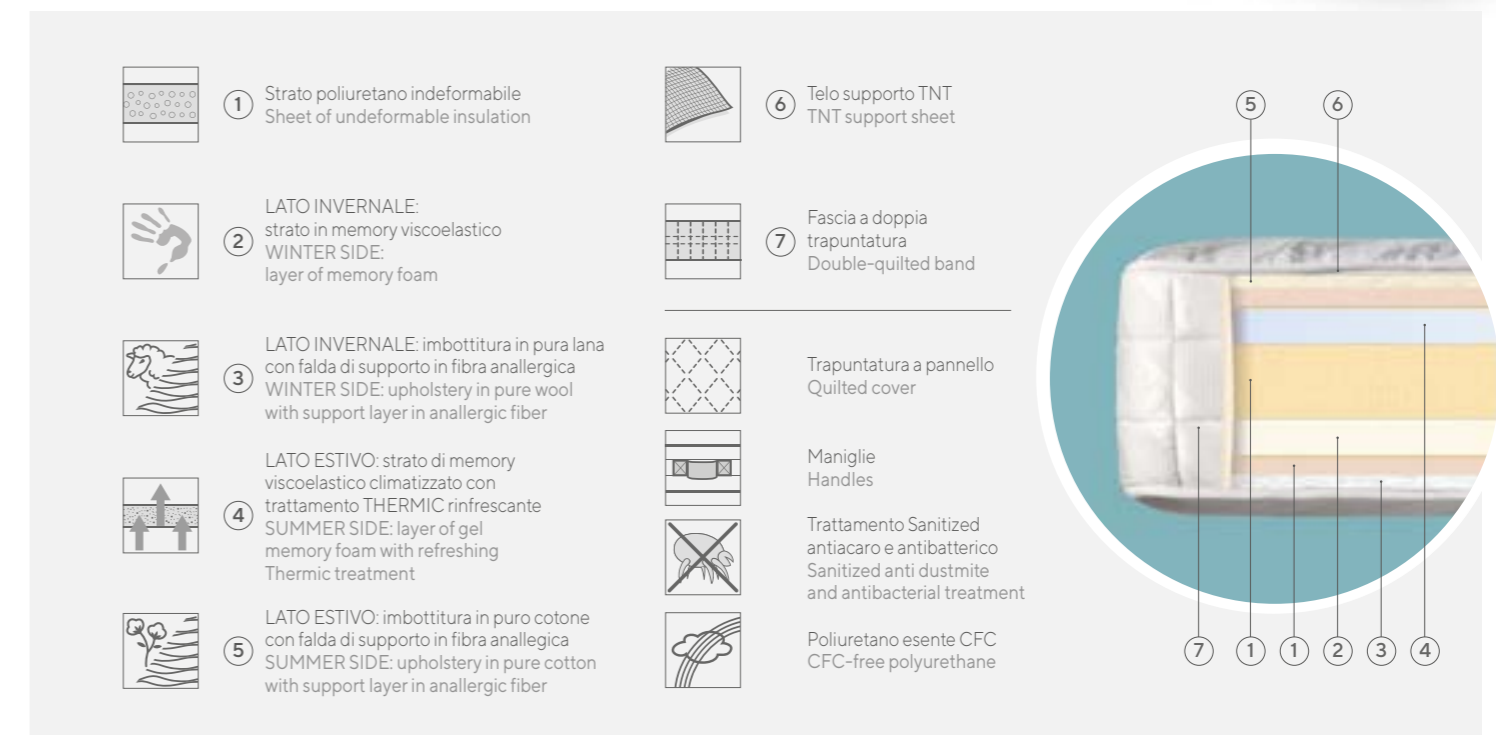 1
Strato poliuretano indeformabile
Sheet of undeformable insulation
2
LATO INVERNALE:
strato in memory viscoelastico
WINTER SIDE:
layer of memory foam
3
LATO INVERNALE: imbottitura in pura lana
con falda di supporto in fibra anallergica
WINTER SIDE: upholstery in pure wool
with support layer in anallergic fiber
4
LATO ESTIVO: strato di memory
viscoelastico climatizzato con
trattamento THERMIC rinfrescante
SUMMER SIDE: layer of gel
memory foam with refreshing
Thermic treatment
5
LATO ESTIVO: imbottitura in puro cotone
con falda di supporto in fibra anallegica
SUMMER SIDE: upholstery in pure cotton
with support layer in anallergic fiber
6
Telo supporto TNT
TNT support sheet
7
Fascia a doppia
trapuntatura
Double-quilted band
Trapuntatura a pannello
Quilted cover
Maniglie
Handles
Trattamento Sanitized
antiacaro e antibatterico
Sanitized anti dustmite
and antibacterial treatment
Poliuretano esente CFC
CFC-free polyurethane
5 6
7 1 1 2 3 4